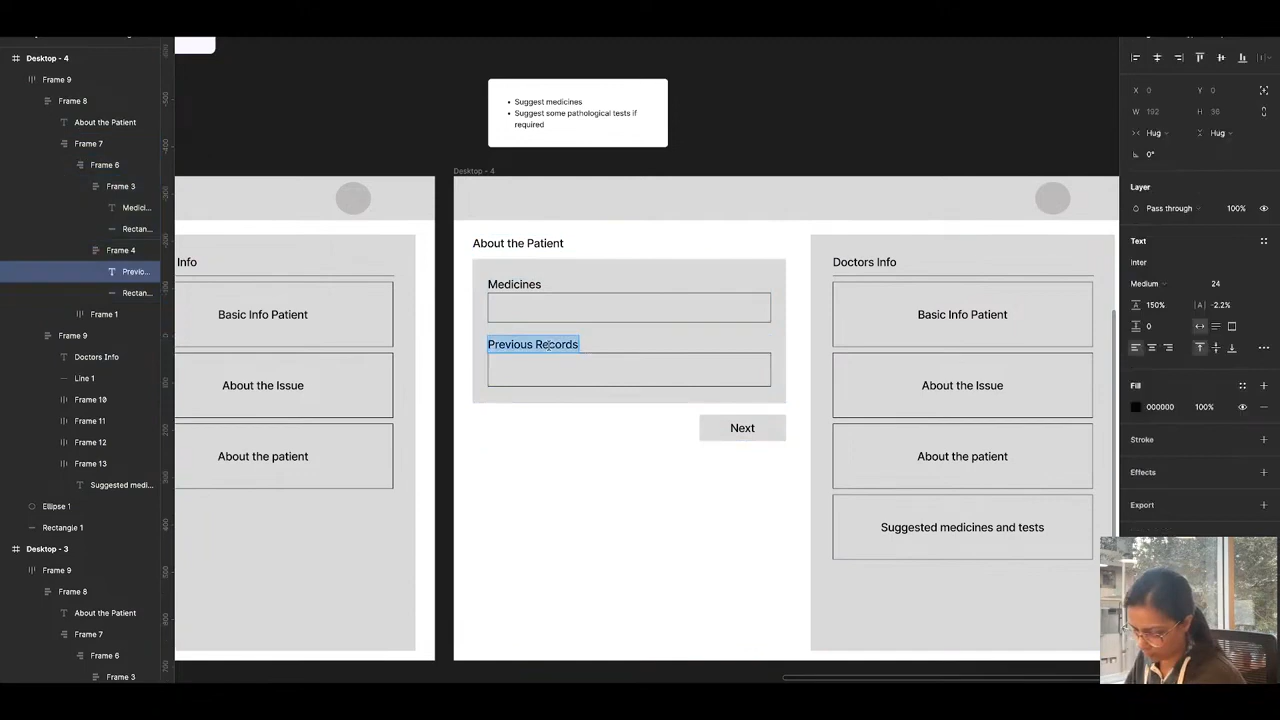 Desktop - 4
Frame 9
Frame 8
About the Patient
Frame 7
Frame 6
Frame 3
Medici...
Rectan...
Frame 4
Previo...
Rectan...
Frame 1
Frame 9
Doctors Info
Line 1
Frame 10
Frame 11
Frame 12
Frame 13
Suggested medi...
Ellipse 1
Rectangle 1
Desktop - 3
Frame 9
Frame 8
About the Patient
Frame 7
Frame 6
Frame 3
Info
Basic Info Patient
About the Issue
About the patient
• Suggest medicines
• Suggest some pathological tests if
required
Desktop - 4
About the Patient
Medicines
Previous Records
Next
Doctors Info
Basic Info Patient
About the Issue
About the patient
Suggested medicines and tests
X 0 Y 0
W 192 H 36
Hug Hug
0°
Layer
Pass through 100%
Text
Inter
Medium 24
150% |A| -2.2%
0
Fill
000000 100%
Stroke
Effects
Export